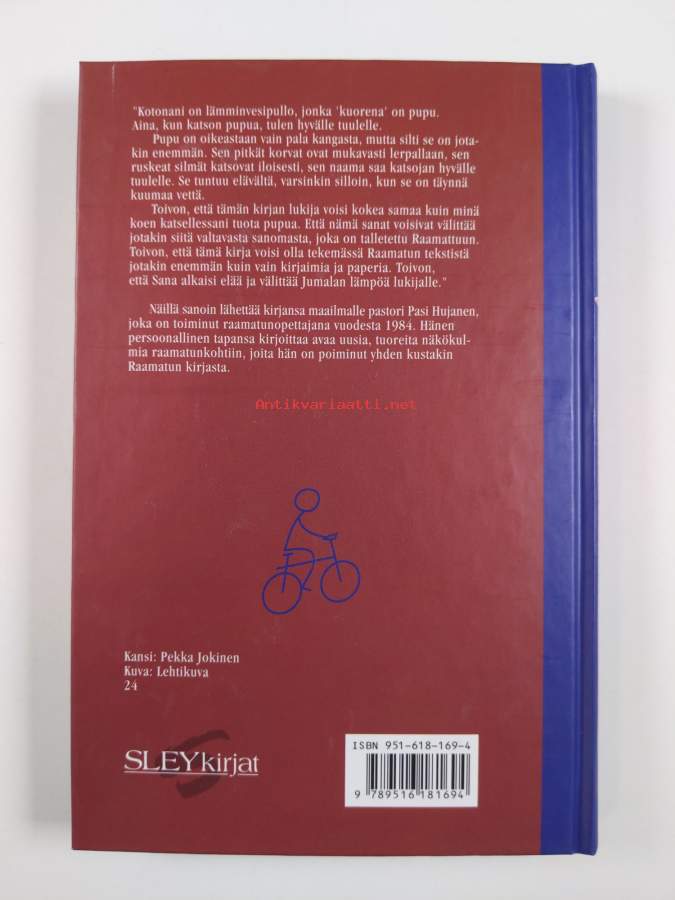 "Kotonani on lämminvesipullo, jonka 'kuorena' on pupu.
Aina, kun katson pupua, tulen hyvälle tuulelle.
Pupu on oikeastaan vain pala kangasta, mutta silti se on jota-
kin enemmän. Sen pitkät korvat ovat mukavasti lerpallaan, sen
ruskeat silmät katsovat iloisesti, sen naama saa katsojan hyvälle
tuulelle. Se tuntuu elävältä, varsinkin silloin, kun se on täynnä
kuumaa vettä.
Toivon, että tämän kirjan lukija voisi kokea samaa kuin minä
koen katsellessani tuota pupua. Että nämä sanat voisivat välittää
jotakin siitä valtavasta sanomasta, joka on talletettu Raamattuun.
Toivon, että tämä kirja voisi olla tekemässä Raamatun tekstistä
jotakin enemmän kuin vain kirjaimia ja paperia. Toivon,
että Sana alkaisi elää ja välittää Jumalan lämpöä lukijalle."
Näillä sanoin lähettää kirjansa maailmalle pastori Pasi Hujanen,
joka on toiminut raamatunopettajana vuodesta 1984. Hänen
persoonallinen tapansa kirjoittaa avaa uusia, tuoreita näkökul-
mia raamatunkohtiin, joita hän on poiminut yhden kustakin
Raamatun kirjasta.
Antikvariaatti.net
Kansi: Pekka Jokinen
Kuva: Lehtikuva
24
SLEYkirjat
ISBN 951-618-169-4
9 789516 181694